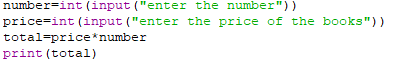 number=int(input("enter the number"))
price=int(input("enter the price of the books"))
total=price*number
print(total)